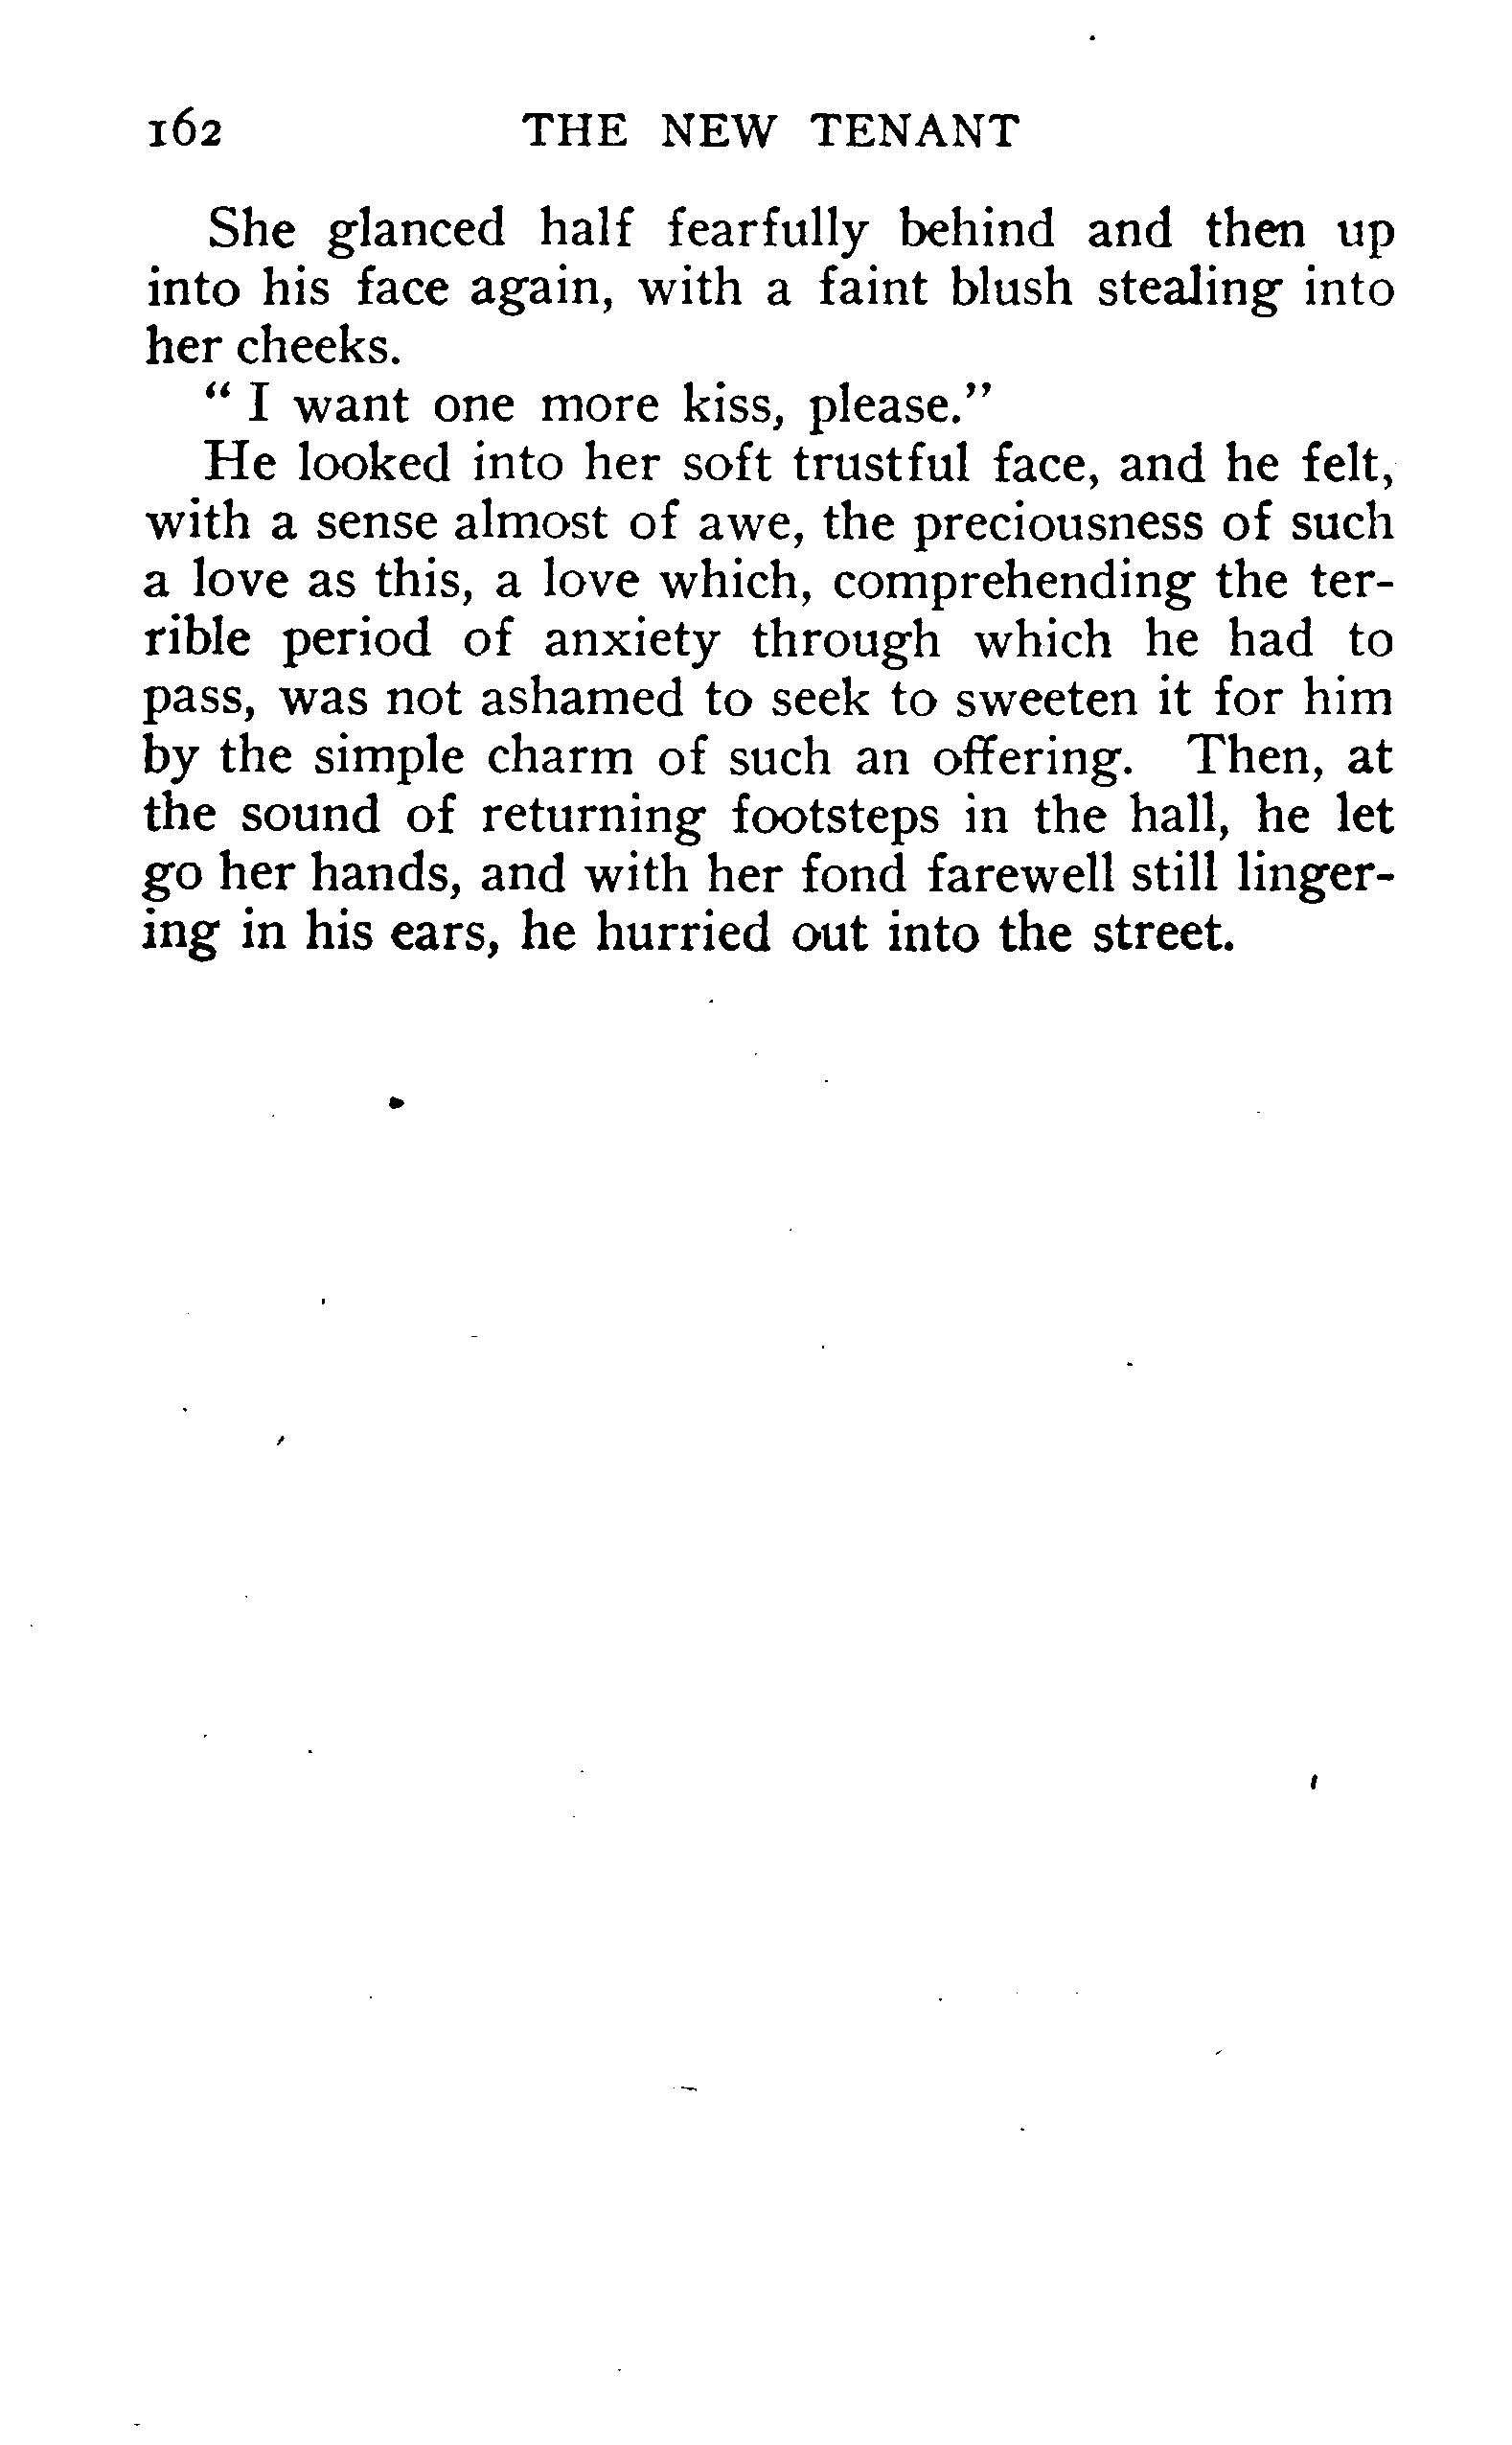 162 THE NEW TENANT
She glanced half fearfully behind and then up
into his face again, with a faint blush stealing into
her cheeks.
" I want one more kiss, please."
He looked into her soft trustful face, and he felt,
with a sense almost of awe, the preciousness of such
a love as this, a love which, comprehending the ter-
rible period of anxiety through which he had to
pass, was not ashamed to seek to sweeten it for him
by the simple charm of such an offering. Then, at
the sound of returning footsteps in the hall, he let
go her hands, and with her fond farewell still linger-
ing in his ears, he hurried out into the street.